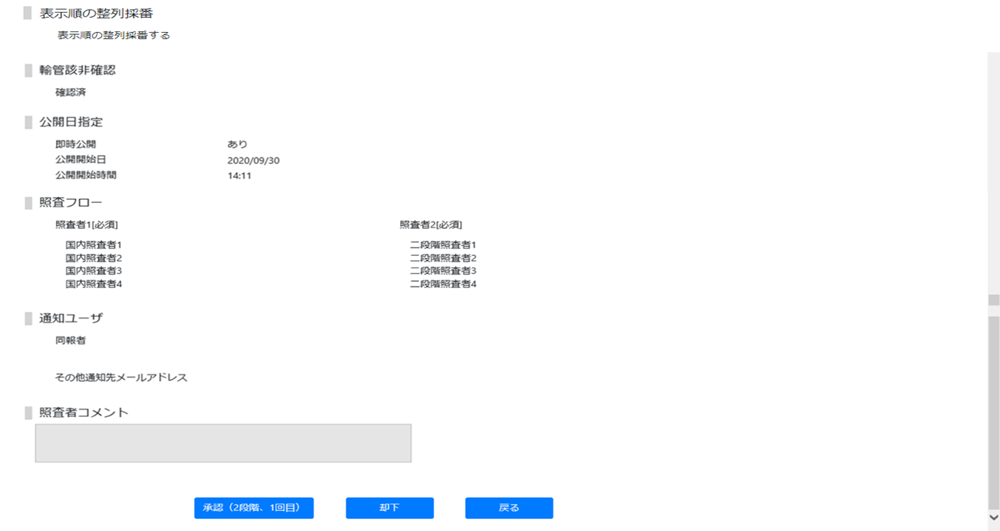 表示順の整列採番
表示順の整列採番する
輸管該非確認
確認済
公開日指定
即時公開 あり
公開開始日 2020/09/30
公開開始時間 14:11
照査フロー
照査者1[必須] 照査者2[必須]
国内照査者1 二段階照査者1
国内照査者2 二段階照査者2
国内照査者3 二段階照査者3
国内照査者4 二段階照査者4
通知ユーザ
同報者
その他通知先メールアドレス
照査者コメント
承認（2段階、1回目） 却下 戻る